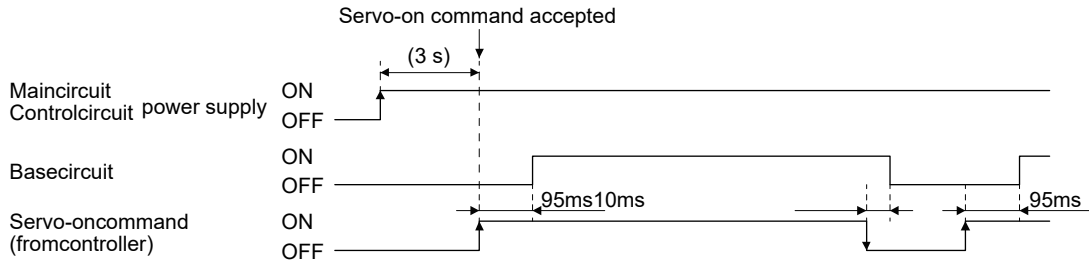 Servo-on command accepted
(3 s)
Maincircuit
Controlcircuit power supply
ON
OFF
Basecircuit
ON
OFF
95ms10ms
95ms
Servo-oncommand
(fromcontroller)
ON
OFF